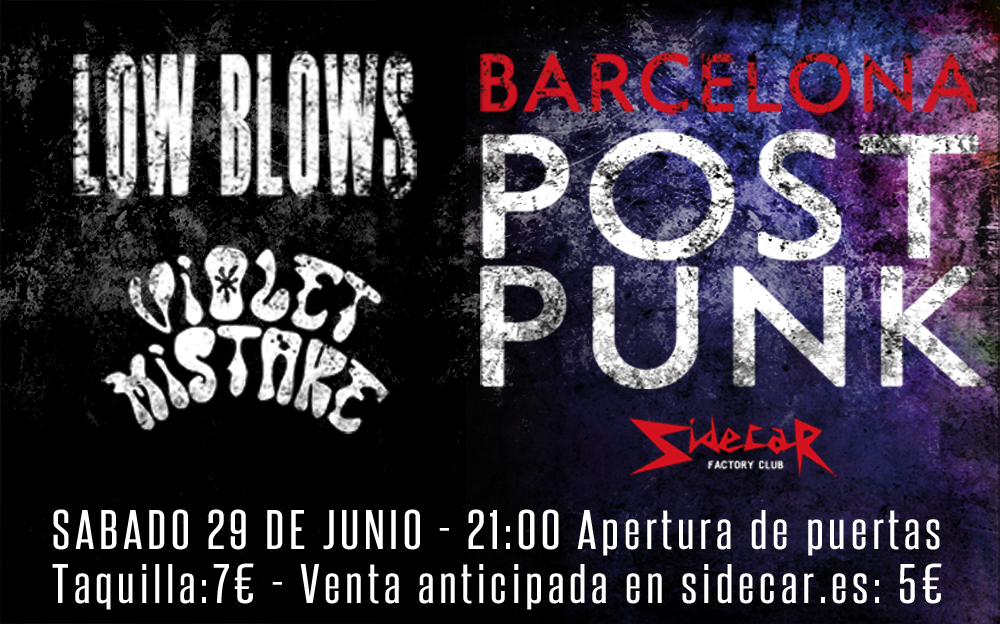 LOW BLOWS
VIOLET
MISTAKE
BARCELONA
POST
PUNK
Sidecar
FACTORY CLUB
SABADO 29 DE JUNIO - 21:00 Apertura de puertas
Taquilla:7€ - Venta anticipada en sidecar.es: 5€